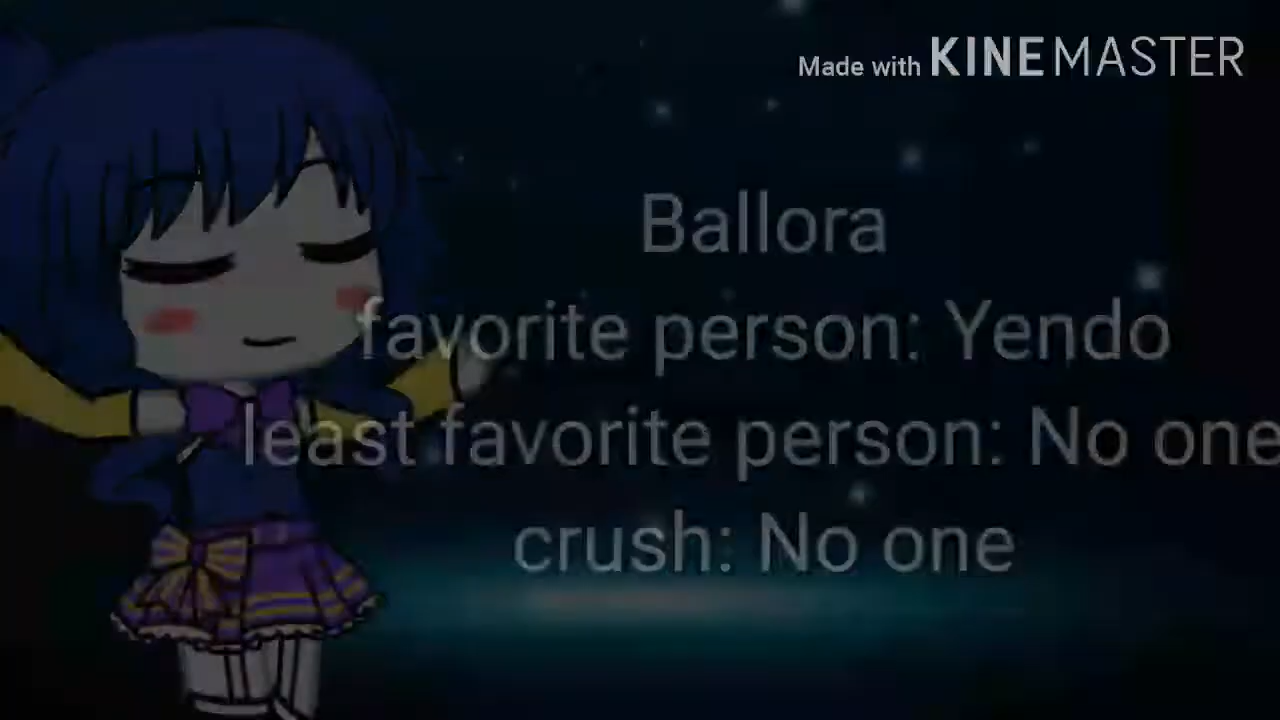 Made with KINEMASTER
Ballora
favorite person: Yendo
least favorite person: No one
crush: No one